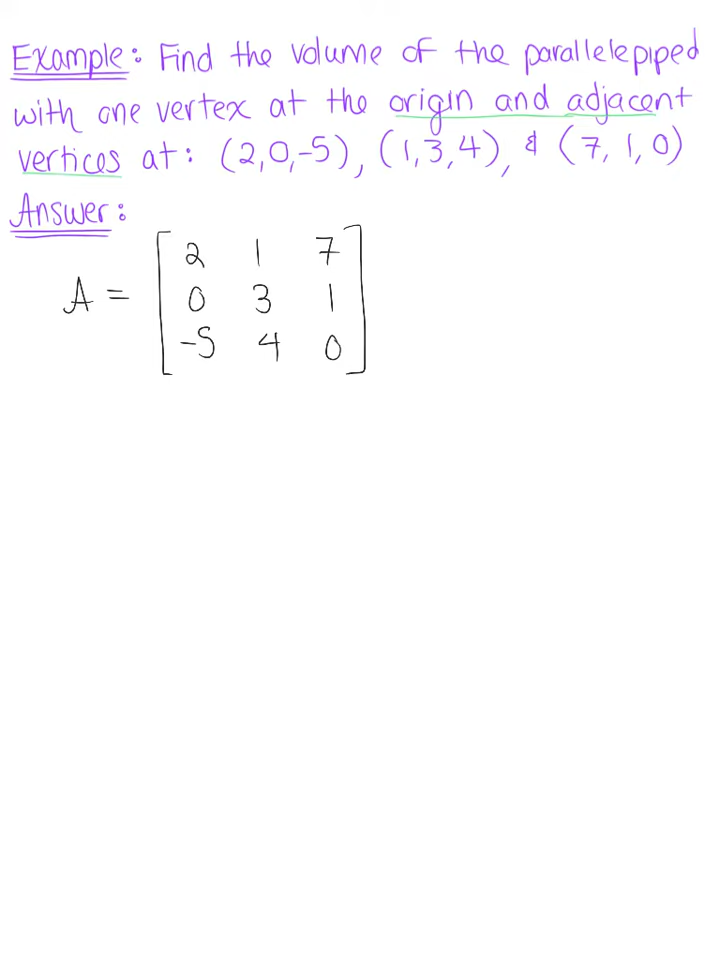 Example: Find the volume of the parallelepiped
with one vertex at the origin and adjacent
vertices at: (2,0,-5), (1,3,4), & (7, 1, 0)
Answer:
A = [ 2 1 7
0 3 1
-5 4 0 ]